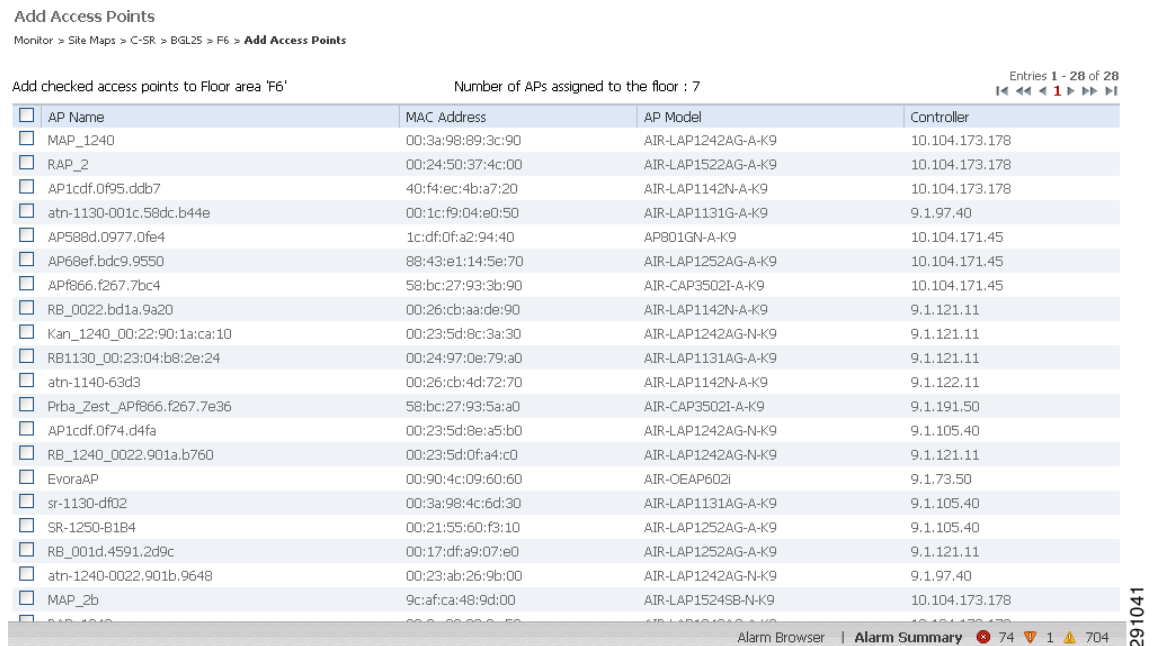 Add Access Points
Monitor > Site Maps > C-SR > BGL25 > F6 > Add Access Points
Add checked access points to Floor area 'F6' Number of APs assigned to the floor : 7 Entries 1 - 28 of 28
1
AP Name MAC Address AP Model Controller
MAP_1240 00:3a:98:89:3c:90 AIR-LAP1242AG-A-K9 10.104.173.178
RAP_2 00:24:50:37:4c:00 AIR-LAP1522AG-A-K9 10.104.173.178
AP1cdf.0f95.ddb7 40:f4:ec:4b:a7:20 AIR-LAP1142N-A-K9 10.104.173.178
atn-1130-001c.58dc.b44e 00:1c:f9:04:e0:50 AIR-LAP1131G-A-K9 9.1.97.40
AP588d.0977.0fe4 1c:df:0f:a2:94:40 AP801GN-A-K9 10.104.171.45
AP68ef.bdc9.9550 88:43:e1:14:5e:70 AIR-LAP1252AG-A-K9 10.104.171.45
APf866.f267.7bc4 58:bc:27:93:3b:90 AIR-CAP3502I-A-K9 10.104.171.45
RB_0022.bd1a.9a20 00:26:cb:aa:de:90 AIR-LAP1142N-A-K9 9.1.121.11
Kan_1240_00:22:90:1a:ca:10 00:23:5d:8c:3a:30 AIR-LAP1242AG-N-K9 9.1.121.11
RB1130_00:23:04:b8:2e:24 00:24:97:0e:79:a0 AIR-LAP1131AG-A-K9 9.1.121.11
atn-1140-63d3 00:26:cb:4d:72:70 AIR-LAP1142N-A-K9 9.1.122.11
Prba_Zest_APf866.f267.7e36 58:bc:27:93:5a:a0 AIR-CAP3502I-A-K9 9.1.191.50
AP1cdf.0f74.d4fa 00:23:5d:8e:a5:b0 AIR-LAP1242AG-N-K9 9.1.105.40
RB_1240_0022.901a.b760 00:23:5d:0f:a4:c0 AIR-LAP1242AG-N-K9 9.1.121.11
EvoraAP 00:90:4c:09:60:60 AIR-OEAP602i 9.1.73.50
sr-1130-df02 00:3a:98:4c:6d:30 AIR-LAP1131AG-A-K9 9.1.105.40
SR-1250-B1B4 00:21:55:60:f3:10 AIR-LAP1252AG-A-K9 9.1.105.40
RB_001d.4591.2d9c 00:17:df:a9:07:e0 AIR-LAP1252AG-A-K9 9.1.121.11
atn-1240-0022.901b.9648 00:23:ab:26:9b:00 AIR-LAP1242AG-N-K9 9.1.97.40
MAP_2b 9c:af:ca:48:9d:00 AIR-LAP1524SB-N-K9 10.104.173.178
Alarm Browser | Alarm Summary 74 1 704
291041